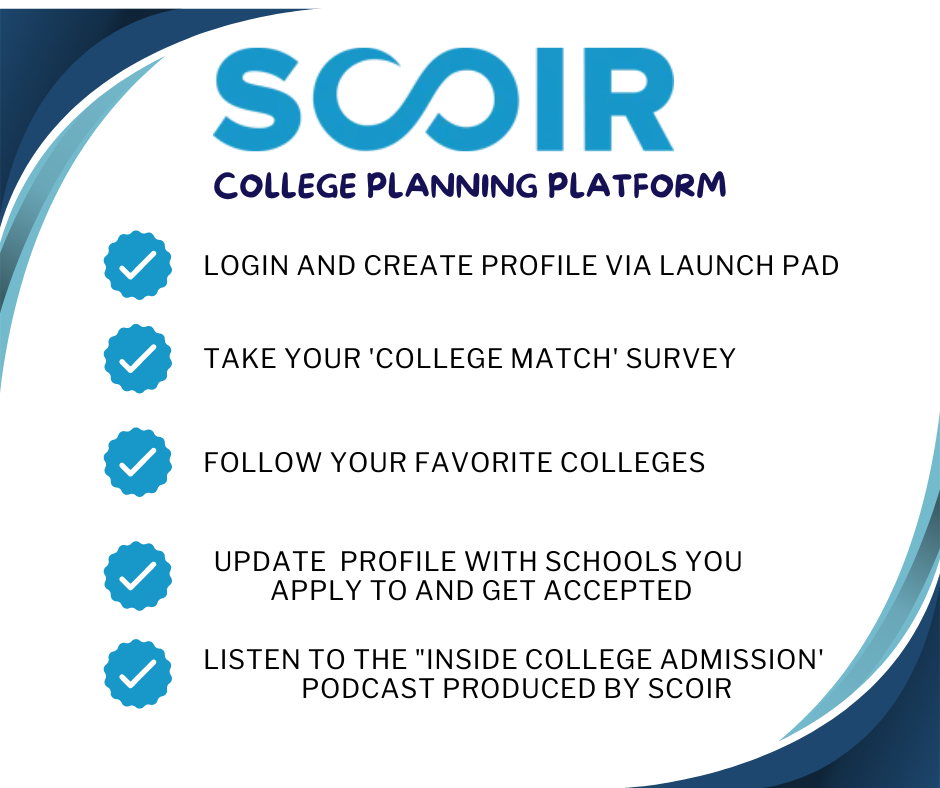 SCOIR
COLLEGE PLANNING PLATFORM
LOGIN AND CREATE PROFILE VIA LAUNCH PAD
TAKE YOUR 'COLLEGE MATCH' SURVEY
FOLLOW YOUR FAVORITE COLLEGES
UPDATE  PROFILE WITH SCHOOLS YOU
APPLY TO AND GET ACCEPTED
LISTEN TO THE "INSIDE COLLEGE ADMISSION'
PODCAST PRODUCED BY SCOIR